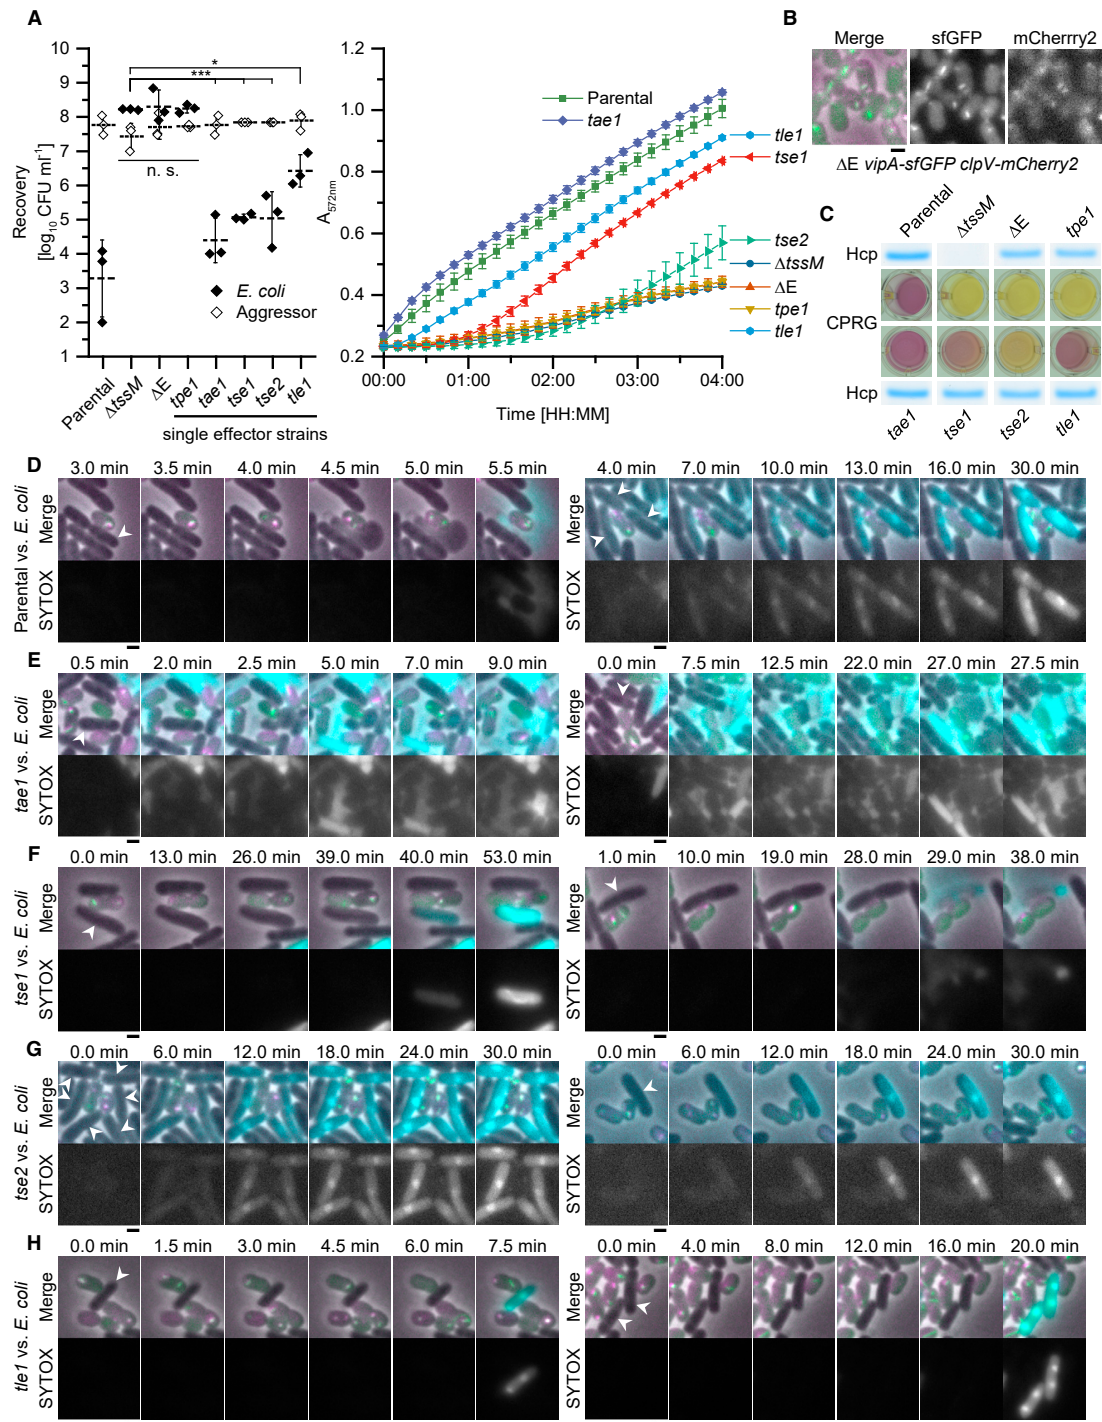 A
10
9
8
7
6
5
4
3
2
1
Recovery
[log10 CFU ml-1]
*
***
n. s.
E. coli
Aggressor
Parental
ΔtssM
ΔE
tpe1
tae1
tse1
tse2
tle1
single effector strains
1.2
1.0
0.8
0.6
0.4
0.2
A572nm
Parental
tae1
tle1
tse1
tse2
ΔtssM
ΔE
tpe1
tle1
00:00
01:00
02:00
03:00
04:00
Time [HH:MM]
B
Merge
sfGFP
mCherrry2
ΔE vipA-sfGFP clpV-mCherry2
C
Parental
ΔtssM
ΔE
tpe1
Hcp
CPRG
Hcp
tae1
tse1
tse2
tle1
D
3.0 min 3.5 min 4.0 min 4.5 min 5.0 min 5.5 min
4.0 min 7.0 min 10.0 min 13.0 min 16.0 min 30.0 min
Parental vs. E. coli
Merge
SYTOX
Merge
SYTOX
E
0.5 min 2.0 min 2.5 min 5.0 min 7.0 min 9.0 min
0.0 min 7.5 min 12.5 min 22.0 min 27.0 min 27.5 min
tae1 vs. E. coli
Merge
SYTOX
Merge
SYTOX
F
0.0 min 13.0 min 26.0 min 39.0 min 40.0 min 53.0 min
1.0 min 10.0 min 19.0 min 28.0 min 29.0 min 38.0 min
tse1 vs. E. coli
Merge
SYTOX
Merge
SYTOX
G
0.0 min 6.0 min 12.0 min 18.0 min 24.0 min 30.0 min
0.0 min 6.0 min 12.0 min 18.0 min 24.0 min 30.0 min
tse2 vs. E. coli
Merge
SYTOX
Merge
SYTOX
H
0.0 min 1.5 min 3.0 min 4.5 min 6.0 min 7.5 min
0.0 min 4.0 min 8.0 min 12.0 min 16.0 min 20.0 min
tle1 vs. E. coli
Merge
SYTOX
Merge
SYTOX